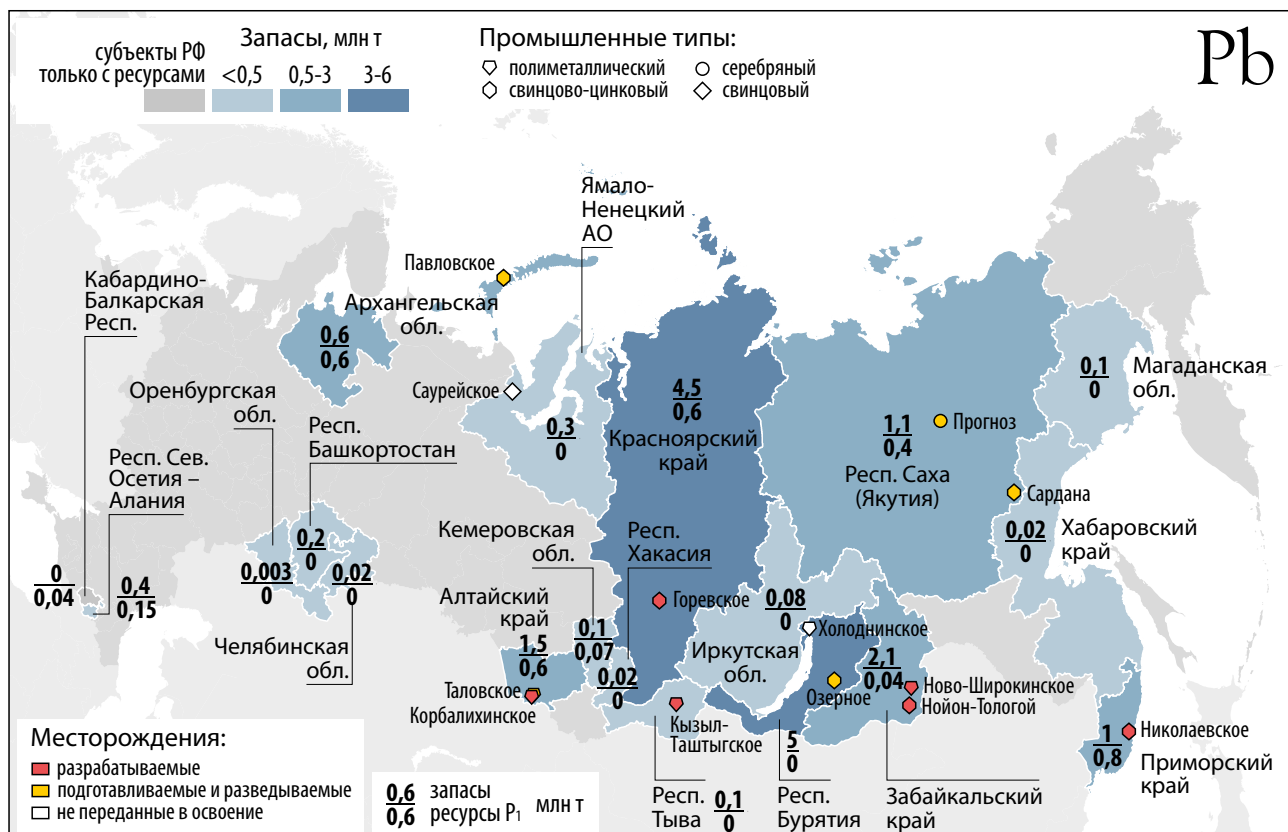 Pb
субъекты РФ
только с ресурсами
Запасы, млн т
<0,5
0,5-3
3-6
Промышленные типы:
полиметаллический
серебряный
свинцово-цинковый
свинцовый
Ямало-
Ненецкий
АО
Павловское
Кабардино-
Балкарская
Респ.
Архангельская
обл.
0,6
0,6
Оренбургская
обл.
Саурейское
Респ.
Башкортостан
0,3
0
4,5
0,6
Красноярский
край
1,1
0,4
Респ. Саха
(Якутия)
Прогноз
0,1
0
Магаданская
обл.
Респ. Сев.
Осетия –
Алания
Сардана
0,02
0
Хабаровский
край
Кемеровская
обл.
Респ.
Хакасия
0,2
0
0,003
0
0,02
0
0
0,04
0,4
0,15
Алтайский
край
Горевское
0,08
0
Холоднинское
0,1
0,07
Челябинская
обл.
1,5
0,6
Иркутская
обл.
2,1
0,04
0,02
0
Таловское
Корбалихинское
Озерное
Ново-Широкинское
Нойон-Тологой
Кызыл-
Таштыгское
Николаевское
1
0,8
Приморский
край
5
0
Респ.
Тыва
0,1
0
Респ.
Бурятия
Забайкальский
край
Месторождения:
разрабатываемые
подготавливаемые и разведываемые
не переданные в освоение
0,6
0,6
запасы
ресурсы P₁
млн т